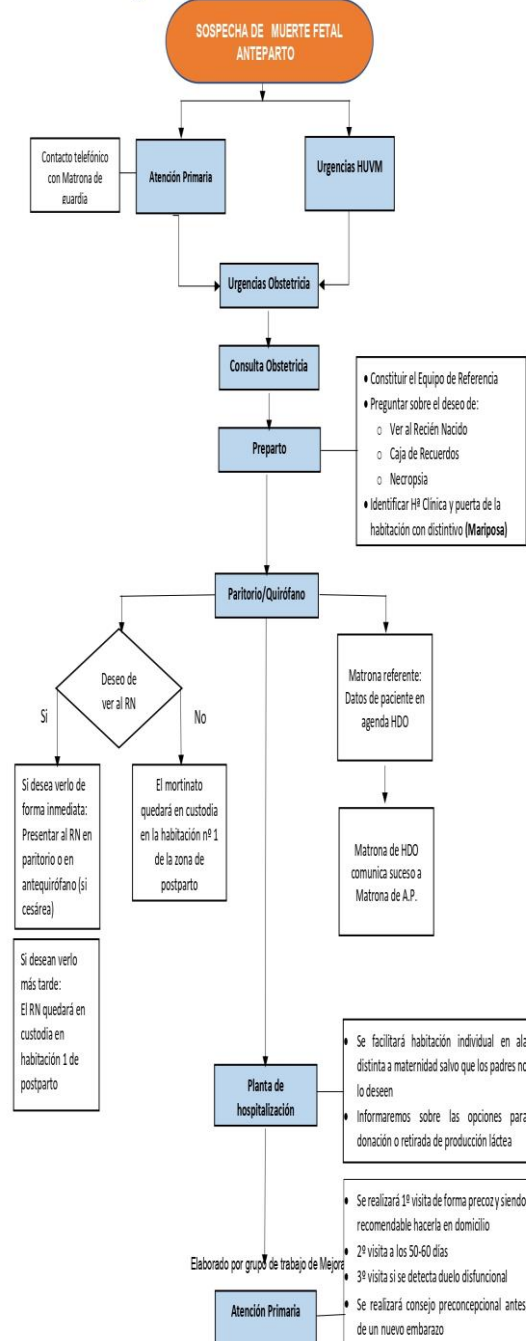 SOSPECHA DE MUERTE FETAL
ANTEPARTO
Contacto telefónico
con Matrona de
guardia
Atención Primaria
Urgencias HUVM
Urgencias Obstetricia
Consulta Obstetricia
Preparto
• Constituir el Equipo de Referencia
• Preguntar sobre el deseo de:
o Ver al Recién Nacido
o Caja de Recuerdos
o Necropsia
• Identificar Hª Clínica y puerta de la
habitación con distintivo (Mariposa)
Paritorio/Quirófano
Deseo de
ver al RN
Si
No
Matrona referente:
Datos de paciente en
agenda HDO
Si desea verlo de
forma inmediata:
Presentar al RN en
paritorio o en
antequirófano (si
cesárea)
El mortinato
quedará en custodia
en la habitación nº 1
de la zona de
postparto
Matrona de HDO
comunica suceso a
Matrona de A.P.
Si desean verlo
más tarde:
El RN quedará en
custodia en
habitación 1 de
postparto
Planta de
hospitalización
• Se facilitará habitación individual en ala
distinta a maternidad salvo que los padres no
lo deseen
• Informaremos sobre las opciones para
donación o retirada de producción láctea
Elaborado por grupo de trabajo de Mejora
Atención Primaria
• Se realizará 1º visita de forma precoz y siendo
recomendable hacerla en domicilio
• 2º visita a los 50-60 días
• 3º visita si se detecta duelo disfuncional
• Se realizará consejo preconcepcional antes
de un nuevo embarazo